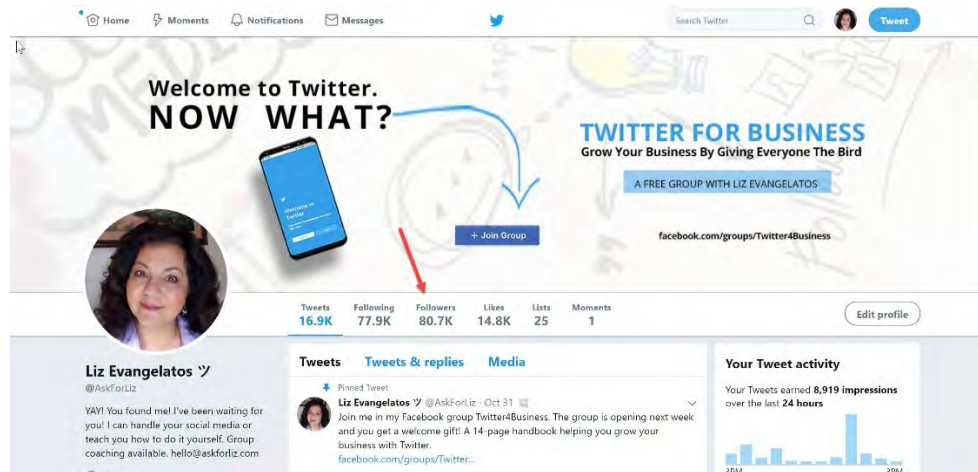 Home Moments Notifications Messages Search Twitter Tweet
Welcome to Twitter.
NOW WHAT?
TWITTER FOR BUSINESS
Grow Your Business By Giving Everyone The Bird
A FREE GROUP WITH LIZ EVANGELATOS
+ Join Group
facebook.com/groups/Twitter4Business
Welcome to
Twitter
Tweets Following Followers Likes Lists Moments
16.9K 77.9K 80.7K 14.8K 25 1
Edit profile
Liz Evangelatos ツ
@AskForLiz
YAY! You found me! I've been waiting for
you! I can handle your social media or
teach you how to do it yourself. Group
coaching available. hello@askforliz.com
Tweets Tweets & replies Media
Pinned Tweet
Liz Evangelatos ツ @AskForLiz · Oct 31
Join me in my Facebook group Twitter4Business. The group is opening next week
and you get a welcome gift! A 14-page handbook helping you grow your
business with Twitter.
facebook.com/groups/Twitter...
Your Tweet activity
Your Tweets earned 8,919 impressions
over the last 24 hours